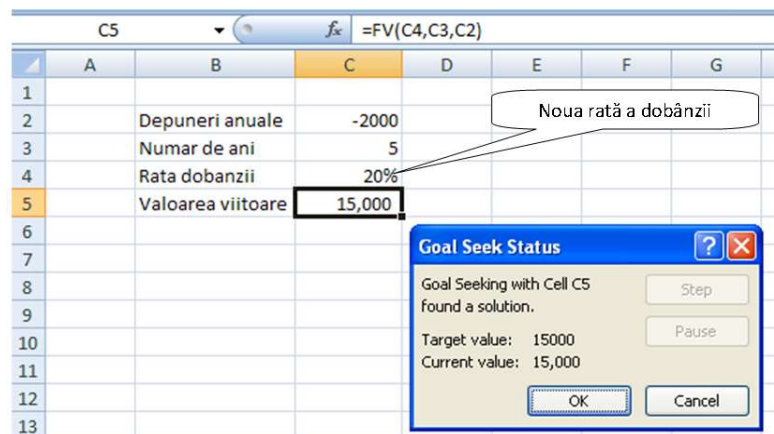 C5 fx =FV(C4,C3,C2)
A B C D E F G
1
2 Depuneri anuale -2000
Noua rată a dobânzii
3 Numar de ani 5
4 Rata dobanzii 20%
5 Valoarea viitoare 15,000
6
7
8
9
10
11
12
13
Goal Seek Status
Goal Seeking with Cell C5
found a solution.
Step
Target value: 15000
Pause
Current value: 15,000
OK Cancel